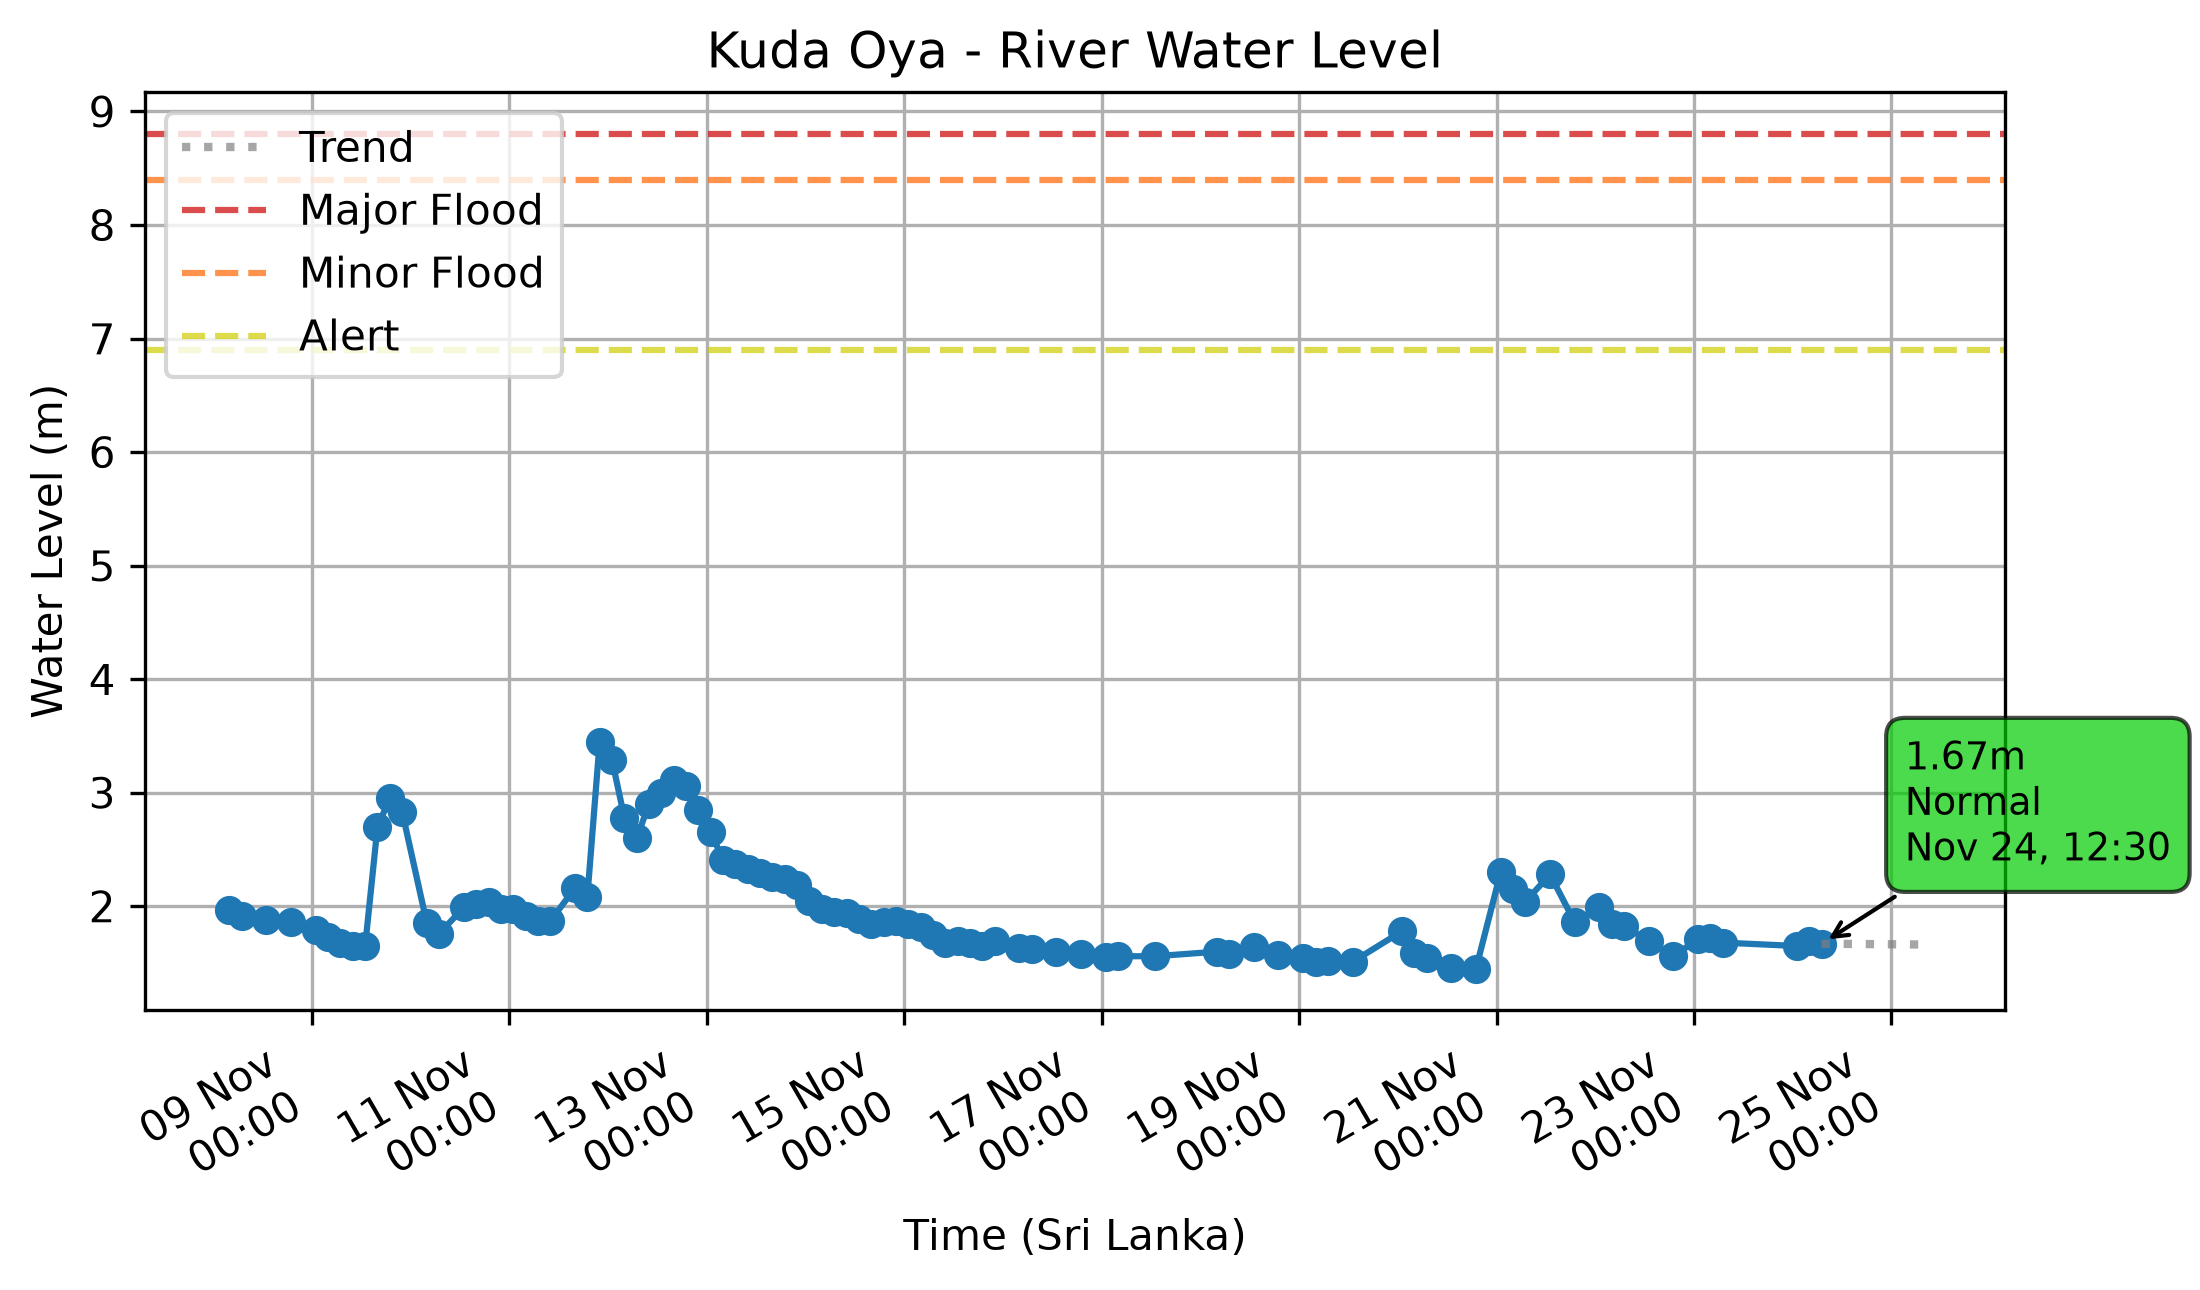 Kuda Oya - River Water Level
9
8
7
6
5
4
3
2
Water Level (m)
Trend
Major Flood
Minor Flood
Alert
1.67m
Normal
Nov 24, 12:30
09 Nov
00:00
11 Nov
00:00
13 Nov
00:00
15 Nov
00:00
17 Nov
00:00
19 Nov
00:00
21 Nov
00:00
23 Nov
00:00
25 Nov
00:00
Time (Sri Lanka)